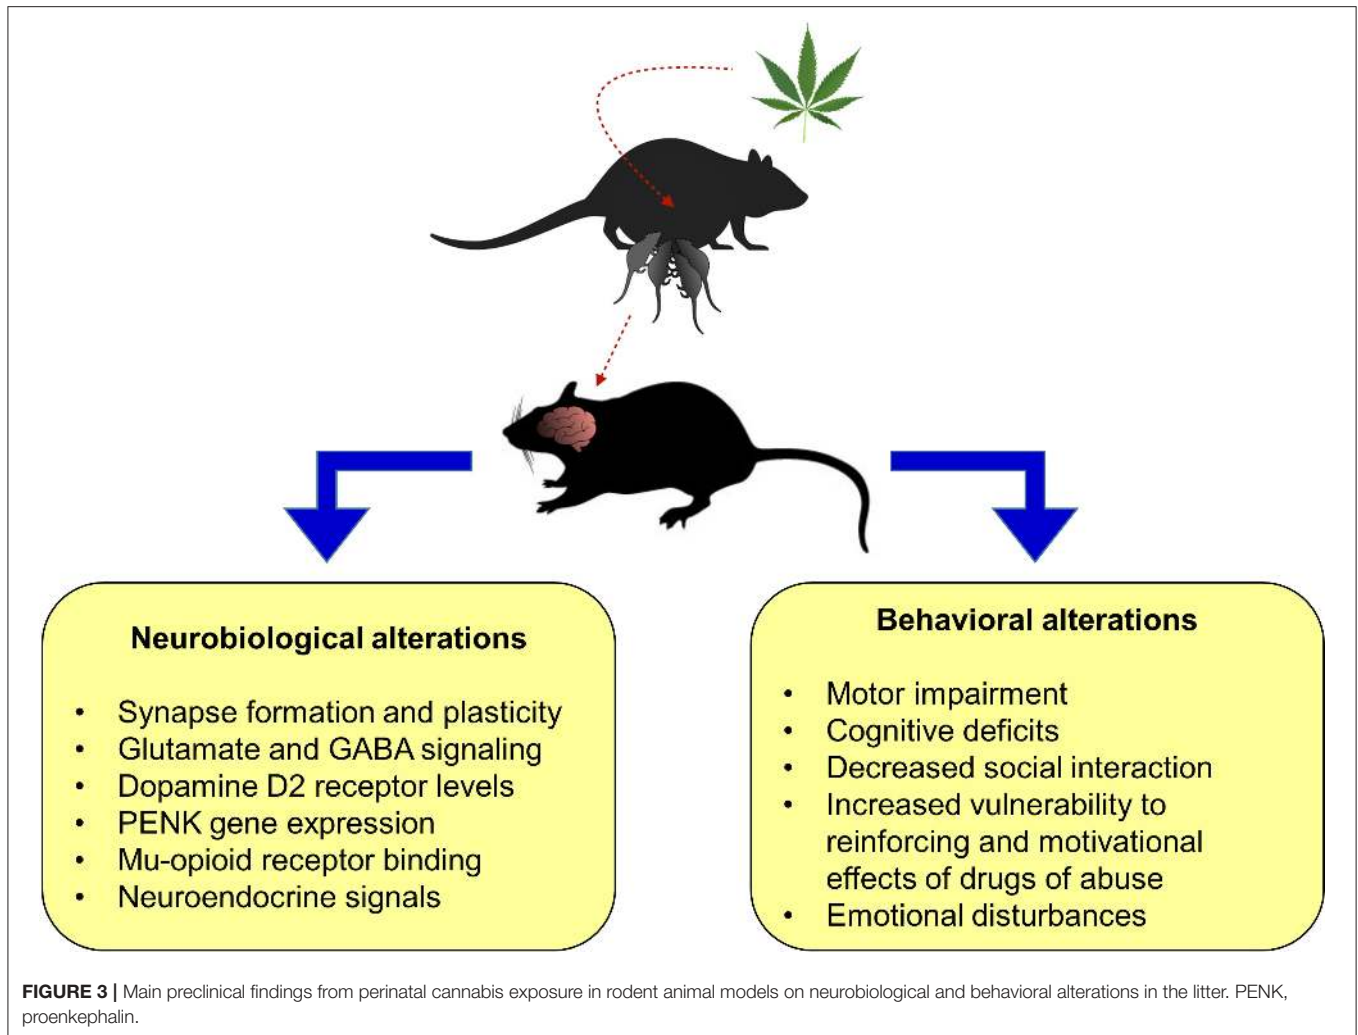 Neurobiological alterations
• Synapse formation and plasticity
• Glutamate and GABA signaling
• Dopamine D2 receptor levels
• PENK gene expression
• Mu-opioid receptor binding
• Neuroendocrine signals
Behavioral alterations
• Motor impairment
• Cognitive deficits
• Decreased social interaction
• Increased vulnerability to
reinforcing and motivational
effects of drugs of abuse
• Emotional disturbances
FIGURE 3 | Main preclinical findings from perinatal cannabis exposure in rodent animal models on neurobiological and behavioral alterations in the litter. PENK,
proenkephalin.